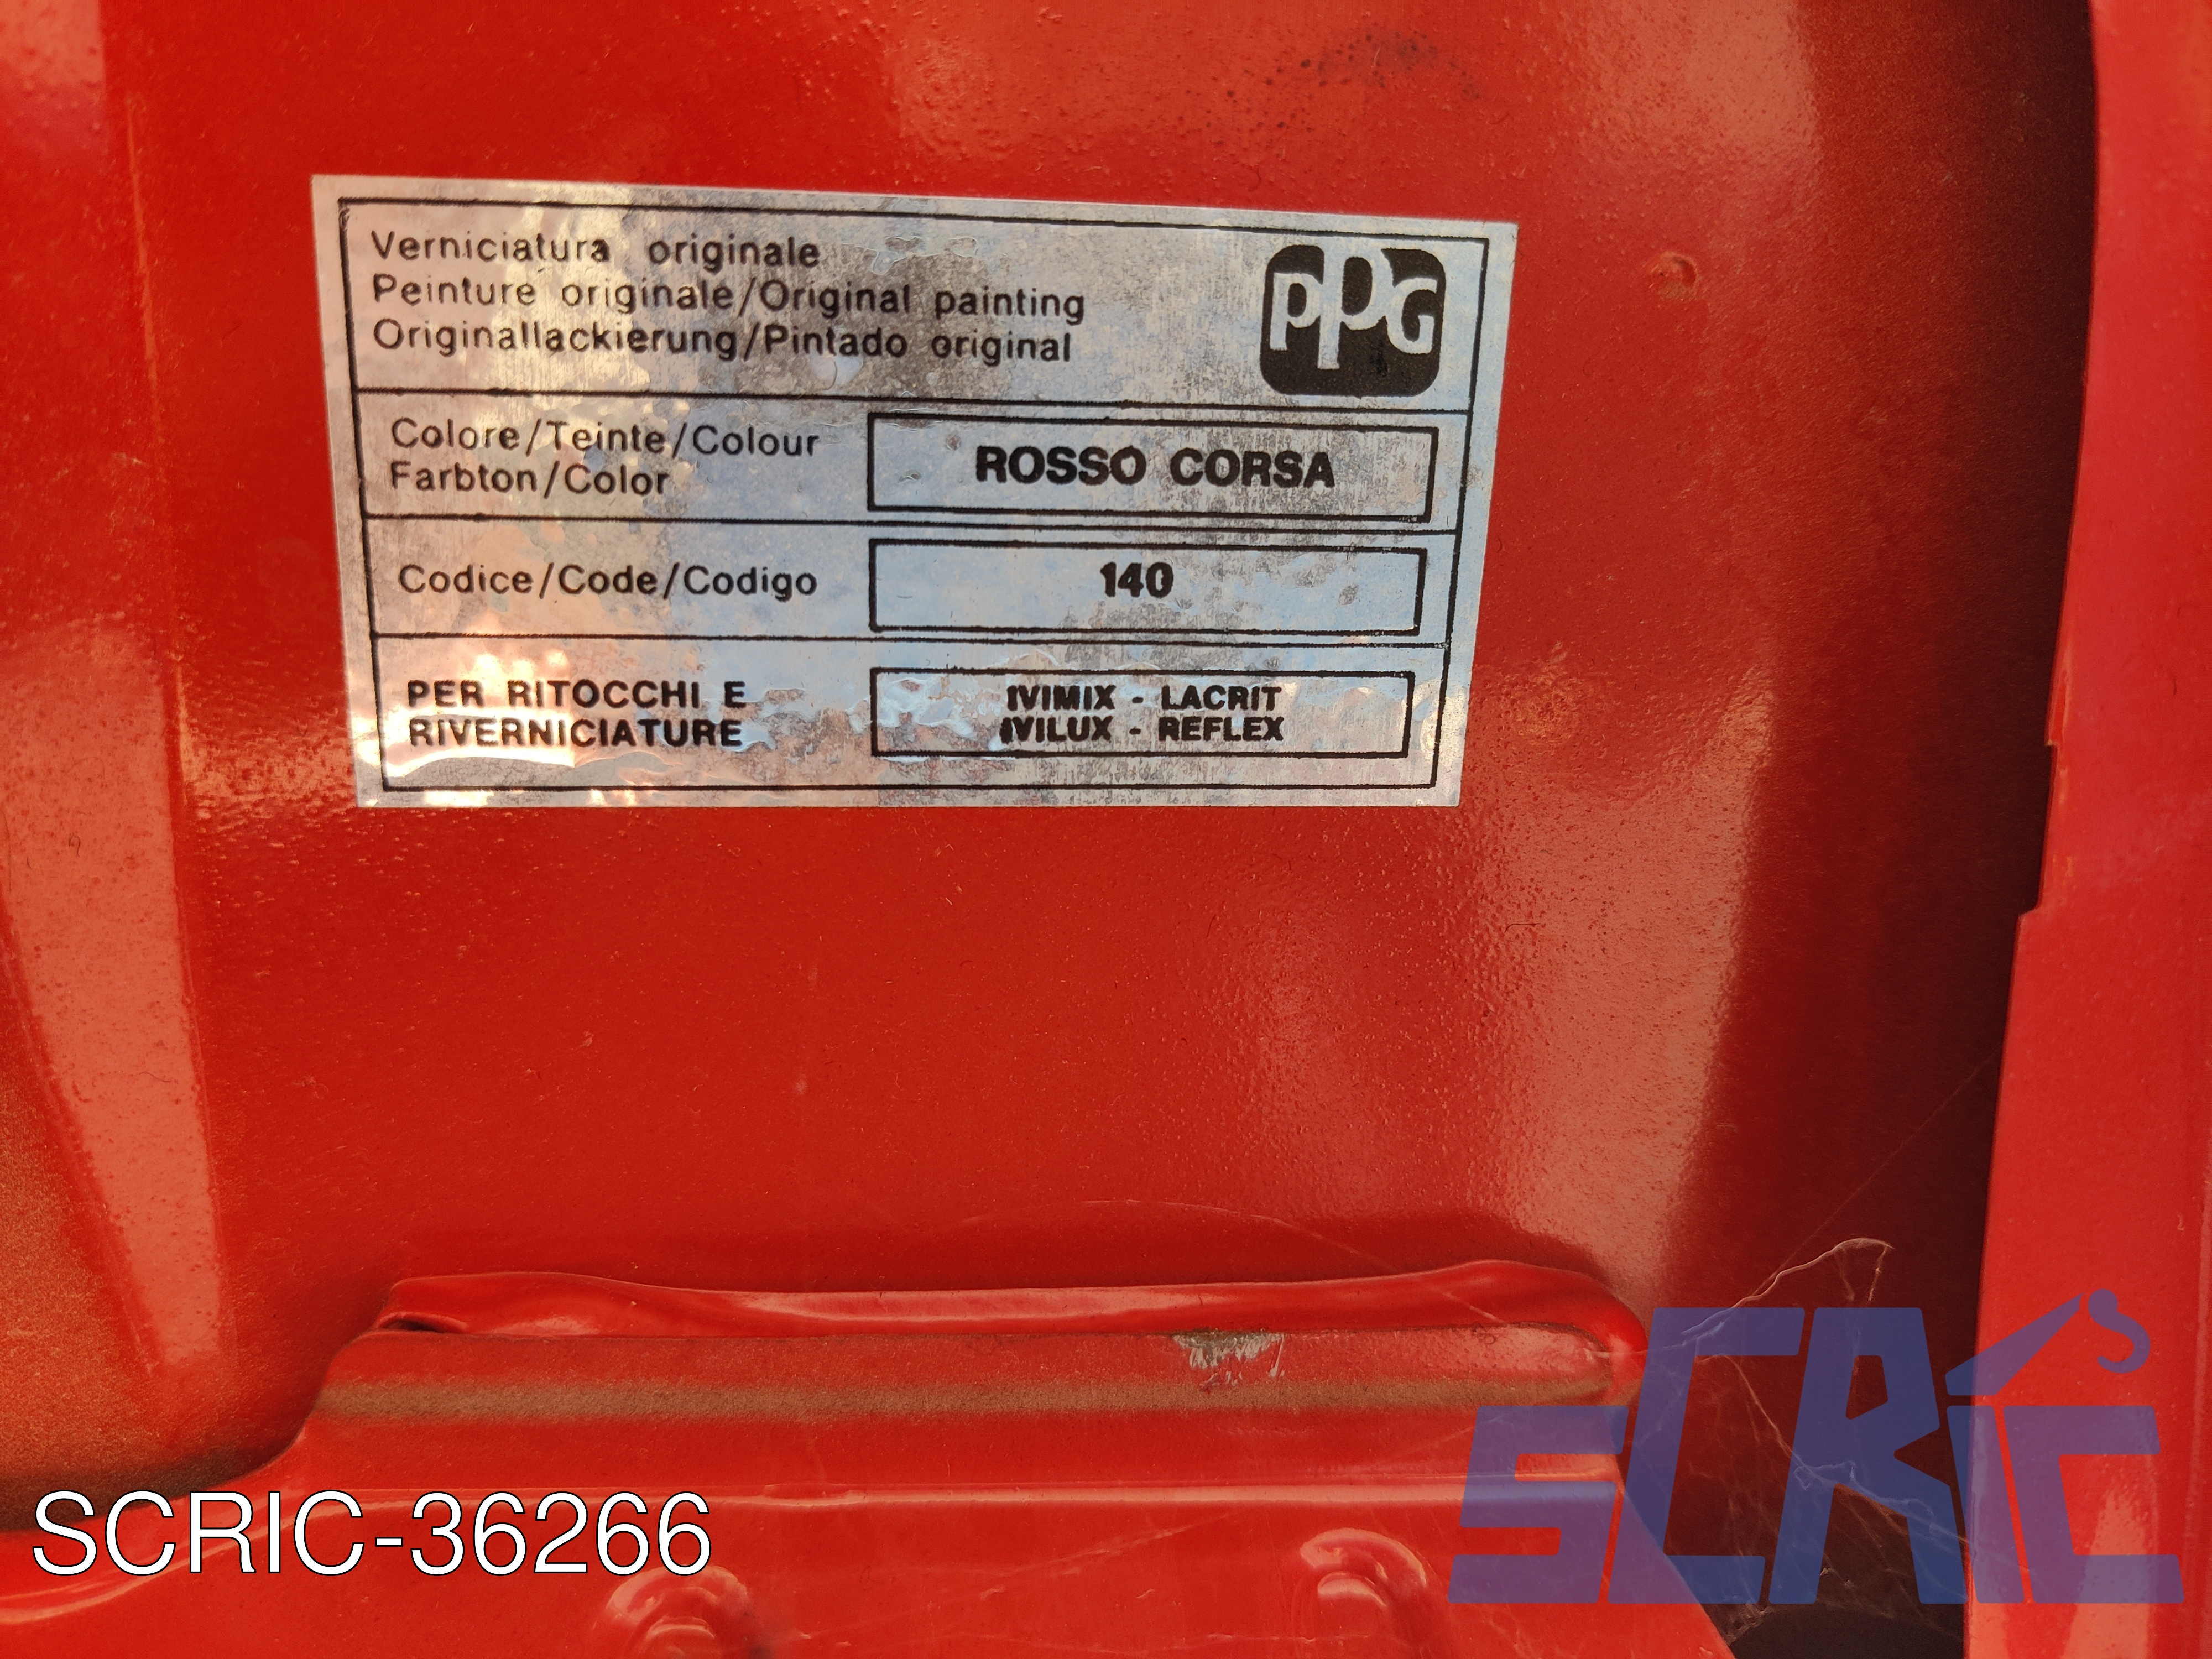 Verniciatura originale
Peinture originale/Original painting
Originallackierung/Pintado original
PPG
Colore/Teinte/Colour
Farbton/Color
ROSSO CORSA
Codice/Code/Codigo
140
PER RITOCCHI E
RIVERNICIATURE
IVIMIX - LACRIT
IVILUX - REFLEX
SCRIC-36266
SCRiC